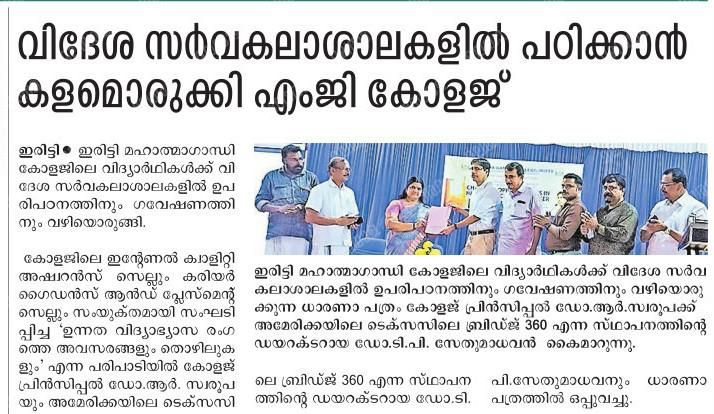 വിദേശ സർവകലാശാലകളിൽ പഠിക്കാൻ
കളമൊരുക്കി എംജി കോളജ്
ഇരിട്ടി● ഇരിട്ടി മഹാത്മാഗാന്ധി
കോളജിലെ വിദ്യാർഥികൾക്ക് വി
ദേശ സർവകലാശാലകളിൽ ഉപ
രിപഠനത്തിനും ഗവേഷണത്തി
നും വഴിയൊരുങ്ങി.
കോളജിലെ ഇന്റേണൽ ക്വാളിറ്റി
അഷ്വറൻസ് സെല്ലും കരിയർ
ഗൈഡൻസ് ആൻഡ് പ്ലേസ്മെന്റ്
സെല്ലും സംയുക്തമായി സംഘടി
പ്പിച്ച 'ഉന്നത വിദ്യാഭ്യാസ രംഗ
ത്തെ അവസരങ്ങളും തൊഴിലുക
ളും' എന്ന പരിപാടിയിൽ കോളജ്
പ്രിൻസിപ്പൽ ഡോ.ആർ. സ്വരൂപ
യും അമേരിക്കയിലെ ടെക്സസി
ഇരിട്ടി മഹാത്മാഗാന്ധി കോളജിലെ വിദ്യാർഥികൾക്ക് വിദേശ സർവ
കലാശാലകളിൽ ഉപരിപഠനത്തിനും ഗവേഷണത്തിനും വഴിയൊരു
ക്കുന്ന ധാരണാ പത്രം കോളജ് പ്രിൻസിപ്പൽ ഡോ.ആർ.സ്വരൂപക്ക്
അമേരിക്കയിലെ ടെക്സസിലെ ബ്രിഡ്ജ് 360 എന്ന സ്ഥാപനത്തിന്റെ
ഡയറക്ടറായ ഡോ.ടി.പി. സേതുമാധവൻ കൈമാറുന്നു.
ലെ ബ്രിഡ്ജ് 360 എന്ന സ്ഥാപന
ത്തിന്റെ ഡയറക്ടറായ ഡോ.ടി.
പി.സേതുമാധവനും ധാരണാ
പത്രത്തിൽ ഒപ്പുവച്ചു.